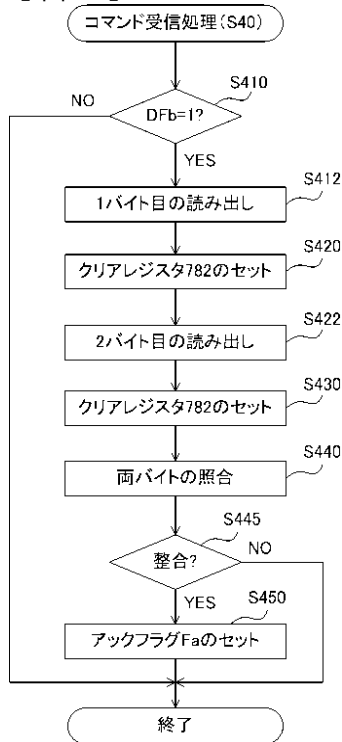 コマンド受信処理(S40)
S410
NO
DFb=1?
YES
S412
1バイト目の読み出し
S420
クリアレジスタ782のセット
S422
2バイト目の読み出し
S430
クリアレジスタ782のセット
S440
両バイトの照合
S445
整合?
NO
YES
S450
アックフラグFaのセット
終了